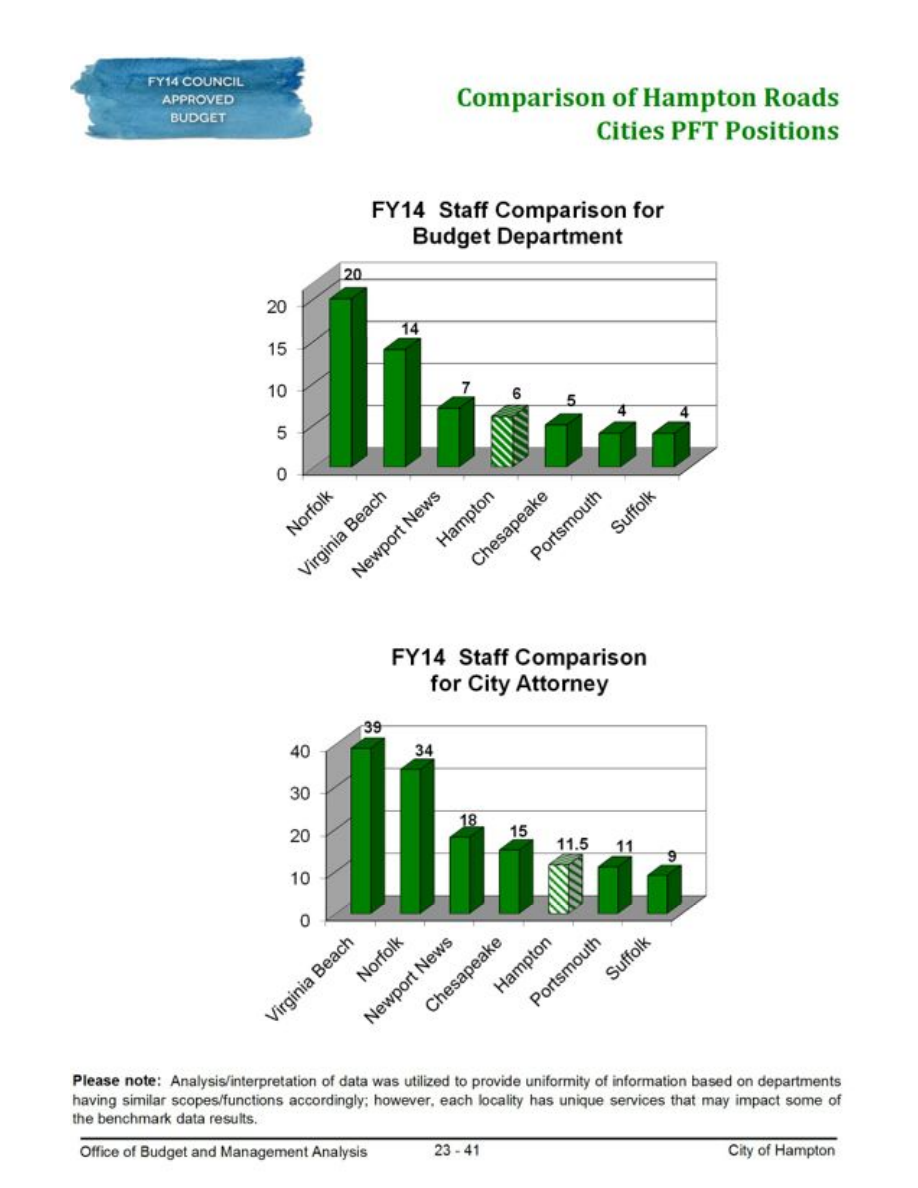 FY14 COUNCIL
APPROVED
BUDGET
Comparison of Hampton Roads
Cities PFT Positions
FY14 Staff Comparison for
Budget Department
20
15
10
5
0
20
14
7
6
5
4
4
Norfolk
Virginia Beach
Newport News
Hampton
Chesapeake
Portsmouth
Suffolk
FY14 Staff Comparison
for City Attorney
40
30
20
10
0
39
34
18
15
11.5
11
9
Virginia Beach
Norfolk
Newport News
Chesapeake
Hampton
Portsmouth
Suffolk
Please note: Analysis/interpretation of data was utilized to provide uniformity of information based on departments
having similar scopes/functions accordingly; however, each locality has unique services that may impact some of
the benchmark data results.
Office of Budget and Management Analysis 23 - 41 City of Hampton